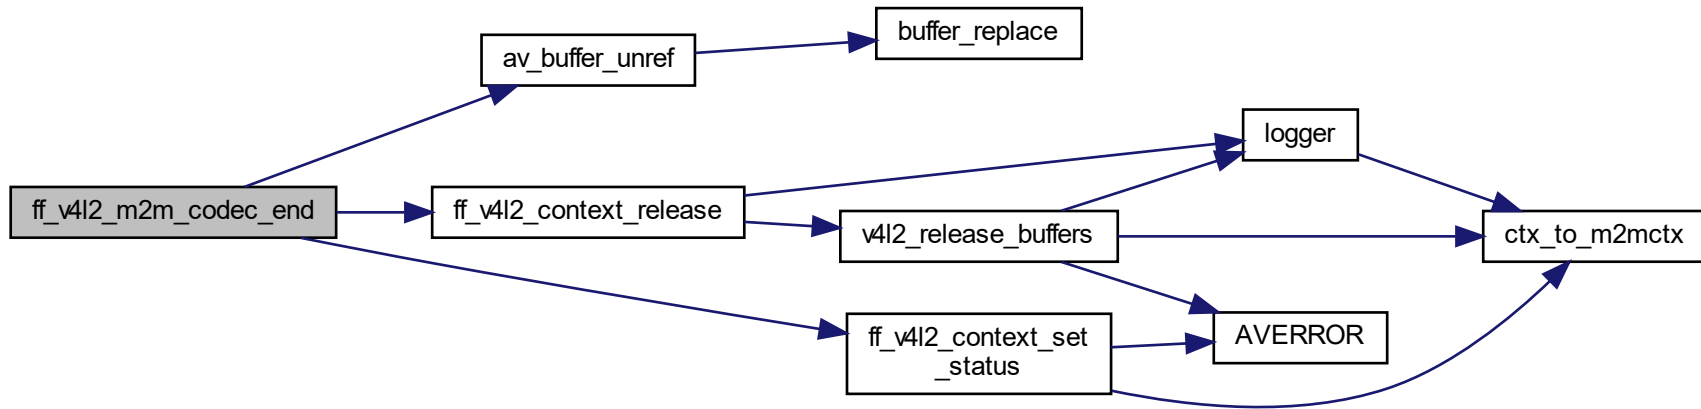 buffer_replace
av_buffer_unref
logger
ff_v4l2_m2m_codec_end
ff_v4l2_context_release
v4l2_release_buffers
ctx_to_m2mctx
ff_v4l2_context_set
_status
AVERROR